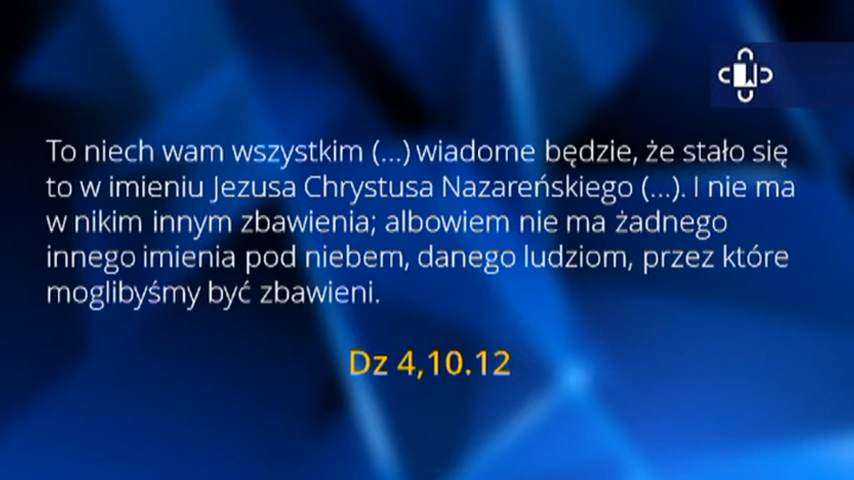 To niech wam wszystkim (...) wiadome będzie, że stało się
to w imieniu Jezusa Chrystusa Nazareńskiego (...). I nie ma
w nikim innym zbawienia; albowiem nie ma żadnego
innego imienia pod niebem, danego ludziom, przez które
moglibyśmy być zbawieni.
Dz 4,10.12